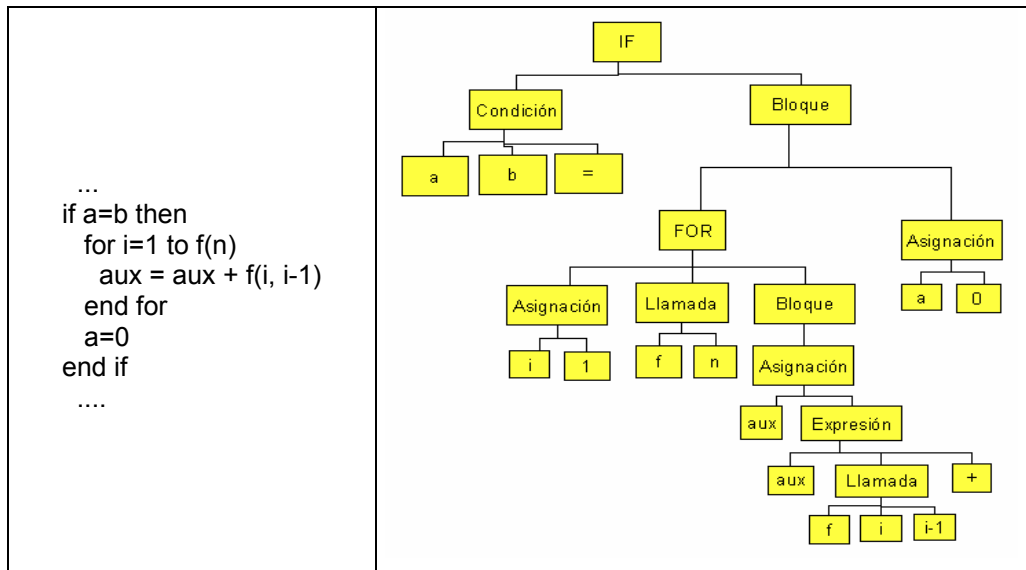 ...
if a=b then
for i=1 to f(n)
aux = aux + f(i, i-1)
end for
a=0
end if
....
IF
Condición
Bloque
a
b
=
FOR
Asignación
Asignación
Llamada
Bloque
a
0
i
1
f
n
Asignación
aux
Expresión
aux
Llamada
+
f
i
i-1